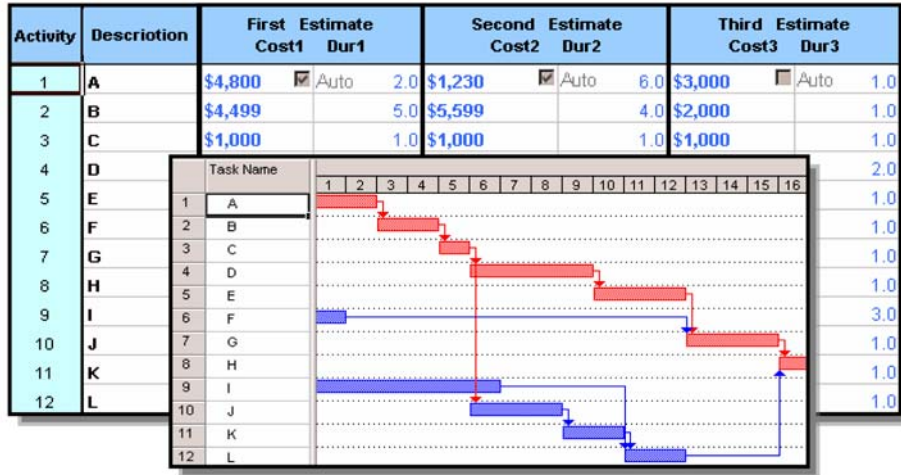 Activity Descriotion First Estimate Second Estimate Third Estimate
Cost1 Dur1 Cost2 Dur2 Cost3 Dur3
1 A $4,800 Auto 2.0 $1,230 Auto 6.0 $3,000 Auto 1.0
2 B $4,499 5.0 $5,599 4.0 $2,000 1.0
3 C $1,000 1.0 $1,000 1.0 $1,000 1.0
4 D 2.0
5 E 1.0
6 F 1.0
7 G 1.0
8 H 1.0
9 I 3.0
10 J 1.0
11 K 1.0
12 L 1.0
Task Name
1 2 3 4 5 6 7 8 9 10 11 12 13 14 15 16
1 A
2 B
3 C
4 D
5 E
6 F
7 G
8 H
9 I
10 J
11 K
12 L